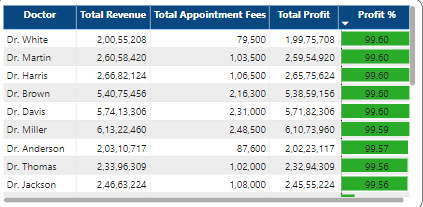 Doctor Total Revenue Total Appointment Fees Total Profit Profit %
Dr. White 2,00,55,208 79,500 1,99,75,708 99.60
Dr. Martin 2,60,58,420 1,03,500 2,59,54,920 99.60
Dr. Harris 2,66,82,124 1,06,500 2,65,75,624 99.60
Dr. Brown 5,40,75,456 2,16,300 5,38,59,156 99.60
Dr. Davis 5,74,13,306 2,31,000 5,71,82,306 99.60
Dr. Miller 6,13,22,460 2,48,500 6,10,73,960 99.59
Dr. Anderson 2,03,10,717 87,600 2,02,23,117 99.57
Dr. Thomas 2,33,96,309 1,02,000 2,32,94,309 99.56
Dr. Jackson 2,46,63,224 1,08,000 2,45,55,224 99.56